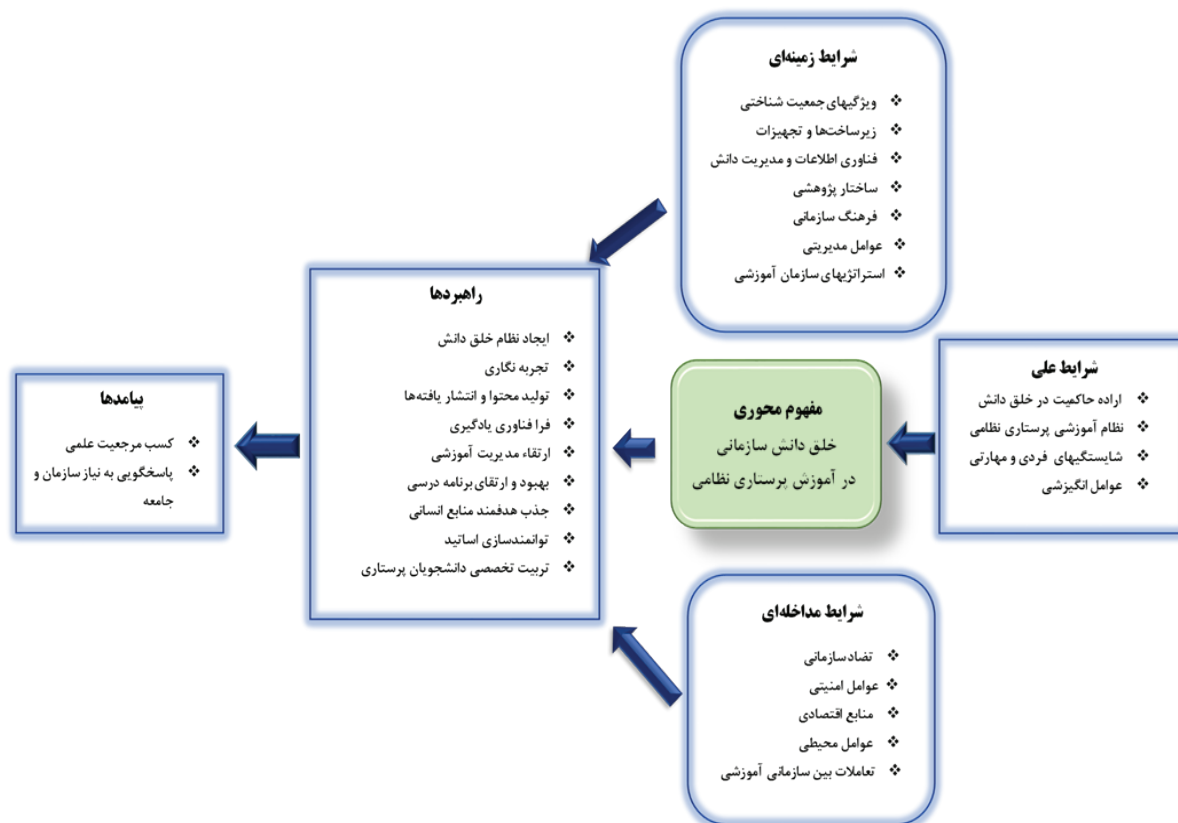 شرایط زمینه‌ای
ویژگیهای جمعیت شناختی
زیرساخت‌ها و تجهیزات
فناوری اطلاعات و مدیریت دانش
ساختار پژوهشی
فرهنگ سازمانی
عوامل مدیریتی
استراتژیهای سازمان آموزشی
شرایط علی
اراده حاکمیت در خلق دانش
نظام آموزشی پرستاری نظامی
شایستگیهای فردی و مهارتی
عوامل انگیزشی
مفهوم محوری
خلق دانش سازمانی
در آموزش پرستاری نظامی
شرایط مداخله‌ای
تضاد سازمانی
عوامل امنیتی
منابع اقتصادی
عوامل محیطی
تعاملات بین سازمانی آموزشی
راهبردها
ایجاد نظام خلق دانش
تجربه نگاری
تولید محتوا و انتشار یافته‌ها
فرا فناوری یادگیری
ارتقاء مدیریت آموزشی
بهبود و ارتقای برنامه درسی
جذب هدفمند منابع انسانی
توانمندسازی اساتید
تربیت تخصصی دانشجویان پرستاری
پیامدها
کسب مرجعیت علمی
پاسخگویی به نیاز سازمان و
جامعه